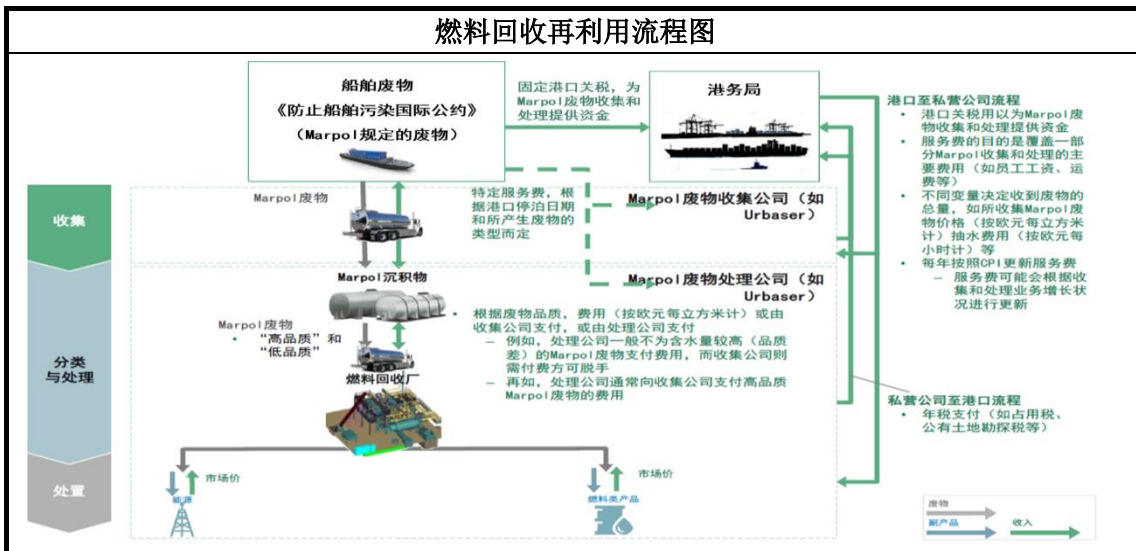 燃料回收再利用流程图
船舶废物
《防止船舶污染国际公约》
（Marpol规定的废物）
固定港口关税，为
Marpol废物收集和
处理提供资金
港务局
港口至私营公司流程
• 港口关税用以为Marpol废
物收集和处理提供资金
• 服务费的目的是覆盖一部
分Marpol收集和处理的主
要费用（如员工工资、运
费等）
• 不同变量决定收到废物的
总量，如所收集Marpol废
物价格（按欧元每立方米
计）抽水费用（按欧元每
小时计）等
• 每年按照CPI更新服务费
– 服务费可能会根据收
集和处理业务增长状
况进行更新
收集
Marpol废物
特定服务费，根
据港口停泊日期
和所产生废物的
类型而定
Marpol废物收集公司（如
Urbaser）
分类
与处理
Marpol沉积物
Marpol废物处理公司（如
Urbaser）
Marpol废物
• “高品质”和
“低品质”
• 根据废物品质，费用（按欧元每立方米计）或由
收集公司支付，或由处理公司支付
– 例如，处理公司一般不为含水量较高（品质
差）的Marpol废物支付费用，而收集公司则
需付费方可脱手
– 再如，处理公司通常向收集公司支付高品质
Marpol废物的费用
燃料回收厂
私营公司至港口流程
• 年税支付（如占用税、
公有土地勘探税等）
处置
市场价
能源
市场价
燃料类产品
废物
副产品
收入